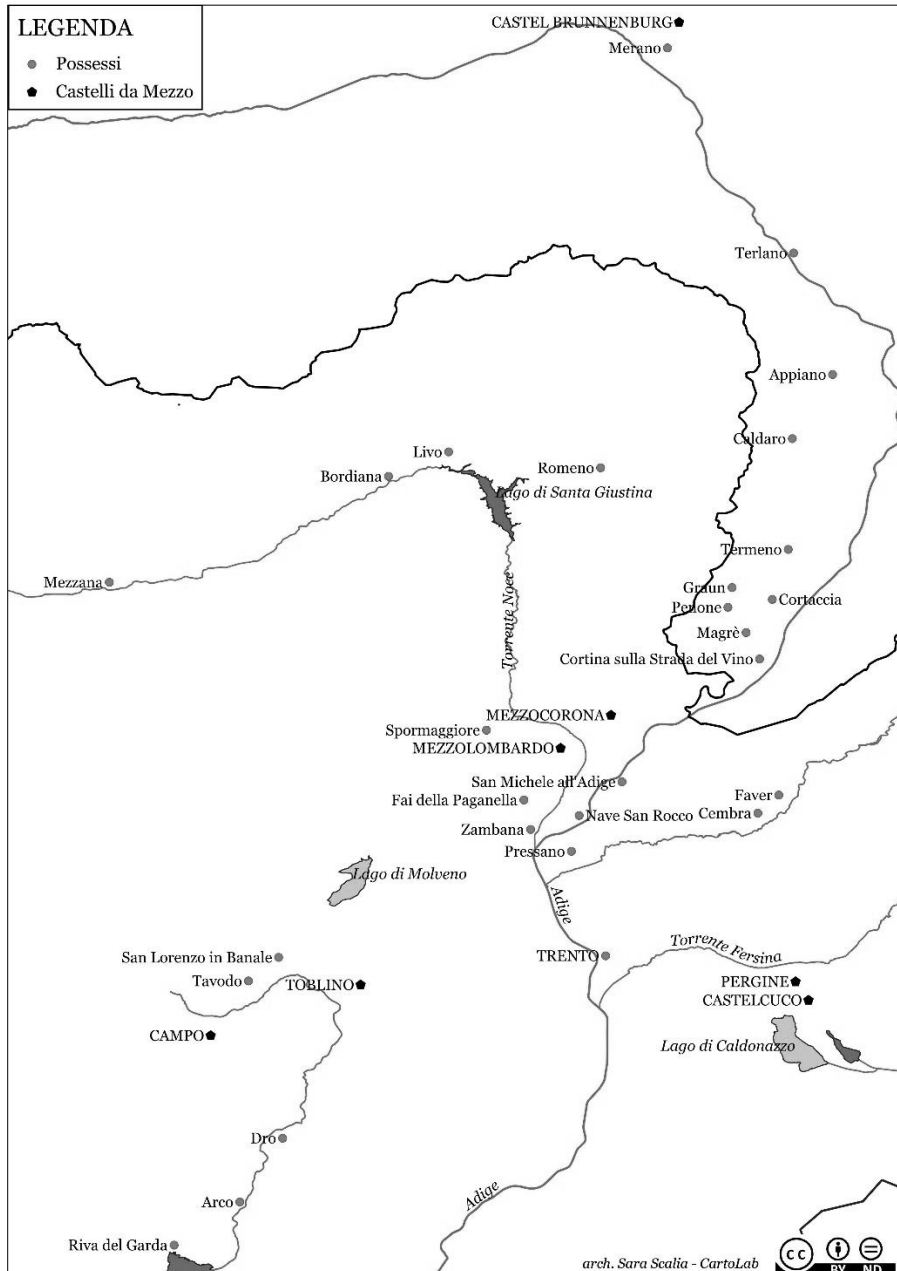 LEGENDA
Possessi
Castelli da Mezzo
CASTEL BRUNNENBURG
Merano
Terlano
Appiano
Caldaro
Livo
Romeno
Bordiana
Lago di Santa Giustina
Termeno
Mezzana
Graun
Cortaccia
Penone
Magrè
Torrente Noce
Cortina sulla Strada del Vino
MEZZOCORONA
Spormaggiore
MEZZOLOMBARDO
San Michele all'Adige
Fai della Paganella
Faver
Nave San Rocco
Cembra
Zambana
Pressano
Lago di Molveno
Adige
Torrente Fersina
San Lorenzo in Banale
TRENTO
Tavodo
TOBLINO
PERGINE
CASTELCUCO
CAMPO
Lago di Caldonazzo
Dro
Adige
Arco
Riva del Garda
arch. Sara Scalia - CartoLab
cc
BY ND